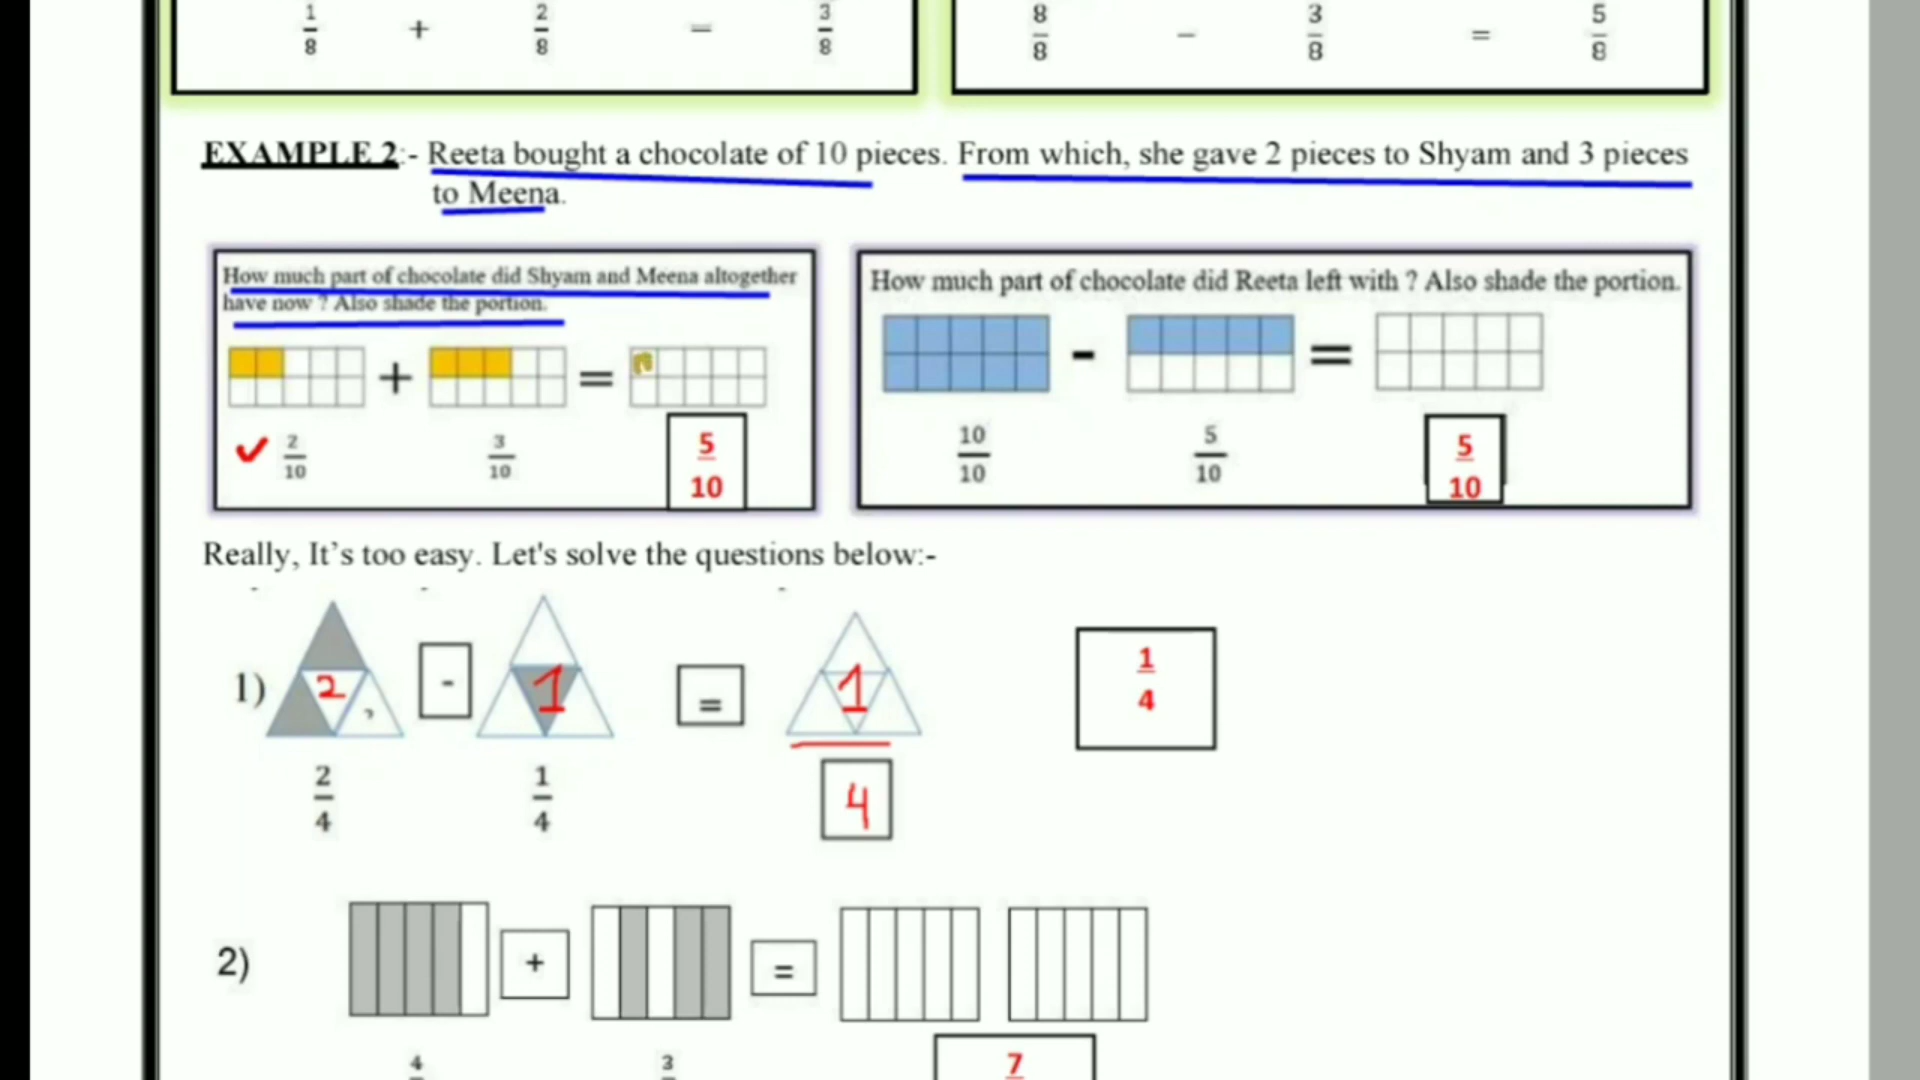 1/8 + 2/8 = 3/8
8/8 − 3/8 = 5/8
EXAMPLE 2:- Reeta bought a chocolate of 10 pieces. From which, she gave 2 pieces to Shyam and 3 pieces
to Meena.
How much part of chocolate did Shyam and Meena altogether
have now ? Also shade the portion.
+ =
✓ 2/10 3/10 5/10
How much part of chocolate did Reeta left with ? Also shade the portion.
- =
10/10 5/10 5/10
Really, It's too easy. Let's solve the questions below:-
1) 2 - 1 = 1
1/4
2/4 1/4 4
2) + =
4 3 7